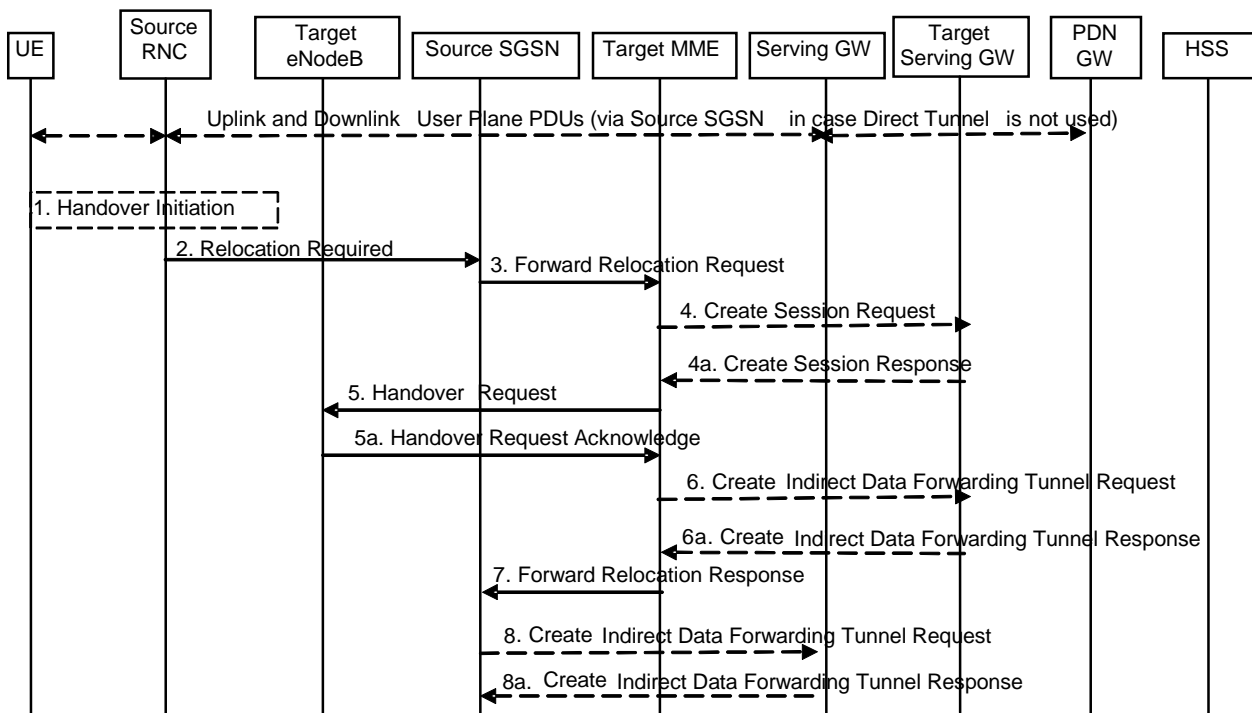 UE
Source
RNC
Target
eNodeB
Source SGSN
Target MME
Serving GW
Target
Serving GW
PDN
GW
HSS
Uplink and Downlink User Plane PDUs (via Source SGSN in case Direct Tunnel is not used)
1. Handover Initiation
2. Relocation Required
3. Forward Relocation Request
4. Create Session Request
4a. Create Session Response
5. Handover Request
5a. Handover Request Acknowledge
6. Create Indirect Data Forwarding Tunnel Request
6a. Create Indirect Data Forwarding Tunnel Response
7. Forward Relocation Response
8. Create Indirect Data Forwarding Tunnel Request
8a. Create Indirect Data Forwarding Tunnel Response